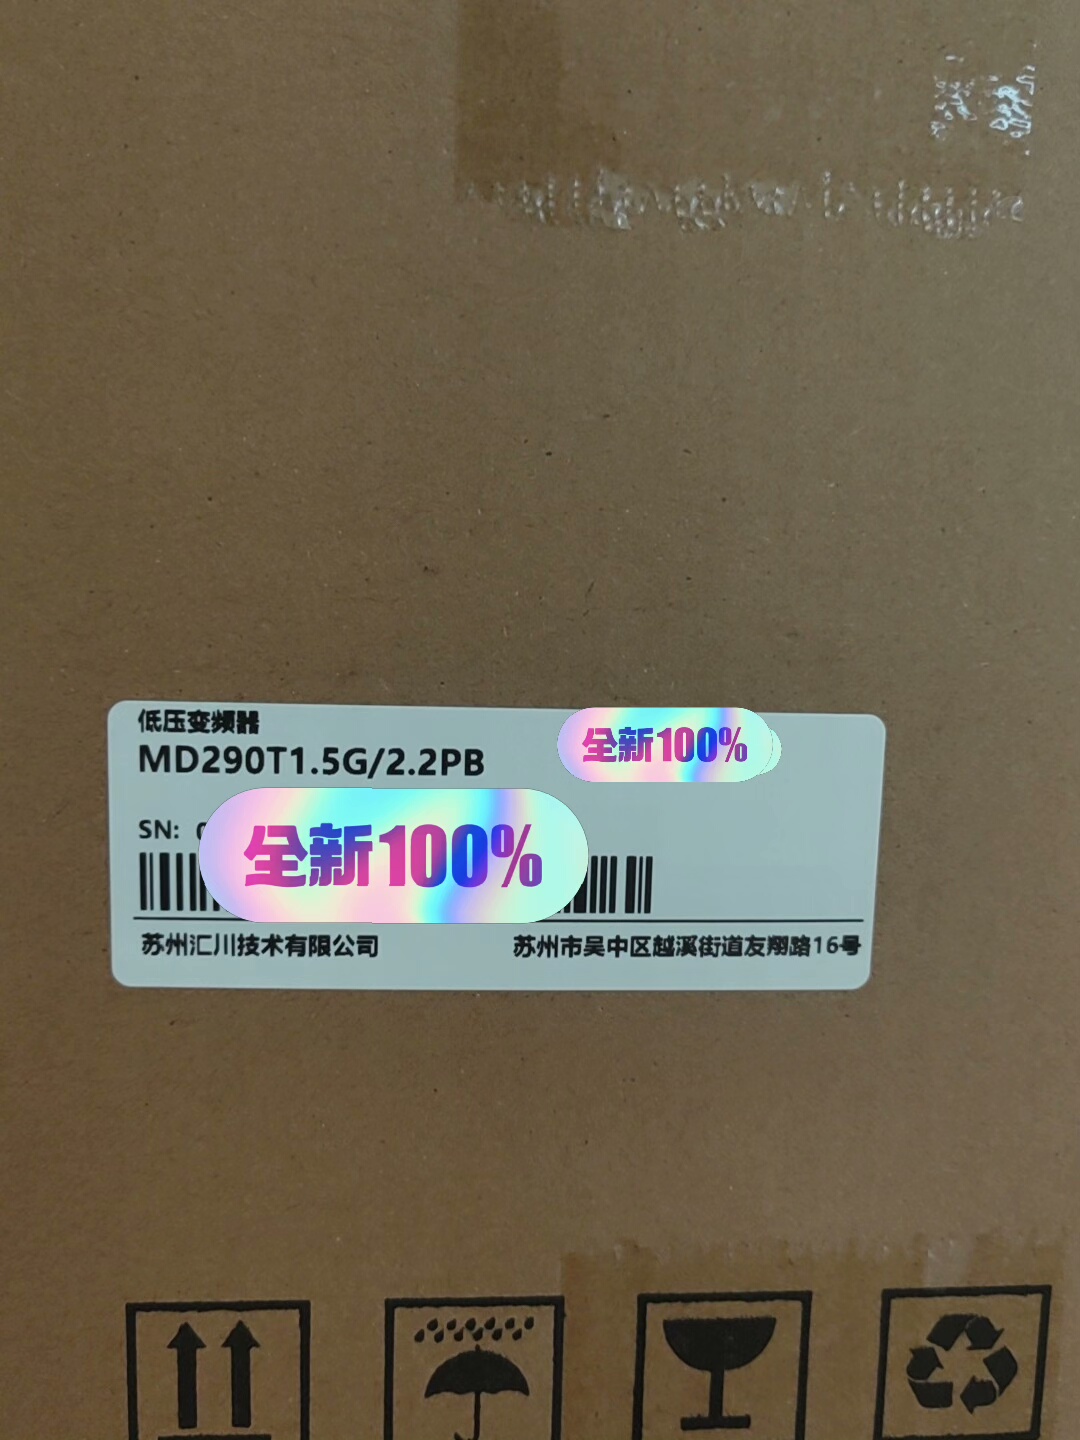 低压变频器
MD290T1.5G/2.2PB
全新100%
SN:
全新100%
苏州汇川技术有限公司
苏州市吴中区越溪街道友翔路16号